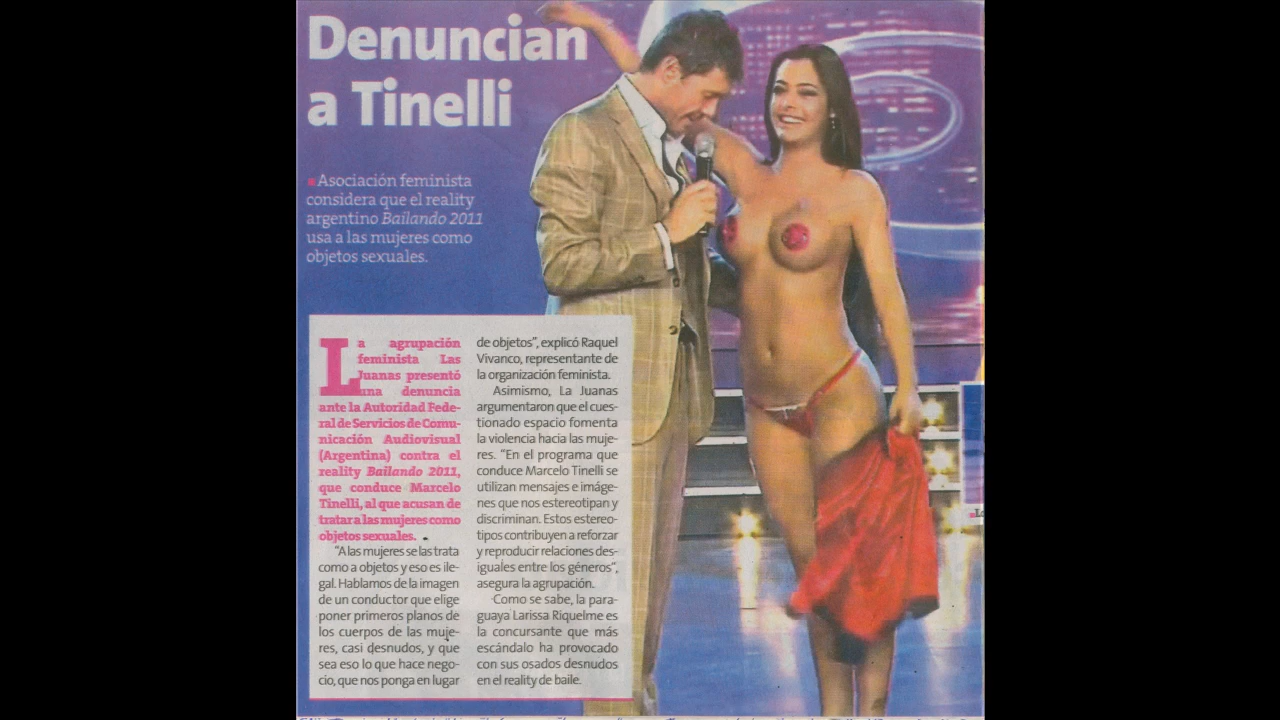 Denuncian
a Tinelli
Asociación feminista
considera que el reality
argentino Bailando 2011
usa a las mujeres como
objetos sexuales.
La agrupación
feminista Las
Juanas presentó
una denuncia
ante la Autoridad Fede-
ral de Servicios de Comu-
nicación Audiovisual
(Argentina) contra el
reality Bailando 2011,
que conduce Marcelo
Tinelli, al que acusan de
tratar a las mujeres como
objetos sexuales.
"A las mujeres se las trata
como a objetos y eso es ile-
gal. Hablamos de la imagen
de un conductor que elige
poner primeros planos de
los cuerpos de las muje-
res, casi desnudos, y que
sea eso lo que hace nego-
cio, que nos ponga en lugar
de objetos", explicó Raquel
Vivanco, representante de
la organización feminista.
Asimismo, La Juanas
argumentaron que el cues-
tionado espacio fomenta
la violencia hacia las muje-
res. "En el programa que
conduce Marcelo Tinelli se
utilizan mensajes e imáge-
nes que nos estereotipan y
discriminan. Estos estereo-
tipos contribuyen a reforzar
y reproducir relaciones des-
iguales entre los géneros",
asegura la agrupación.
Como se sabe, la para-
guaya Larissa Riquelme es
la concursante que más
escándalo ha provocado
con sus osados desnudos
en el reality de baile.